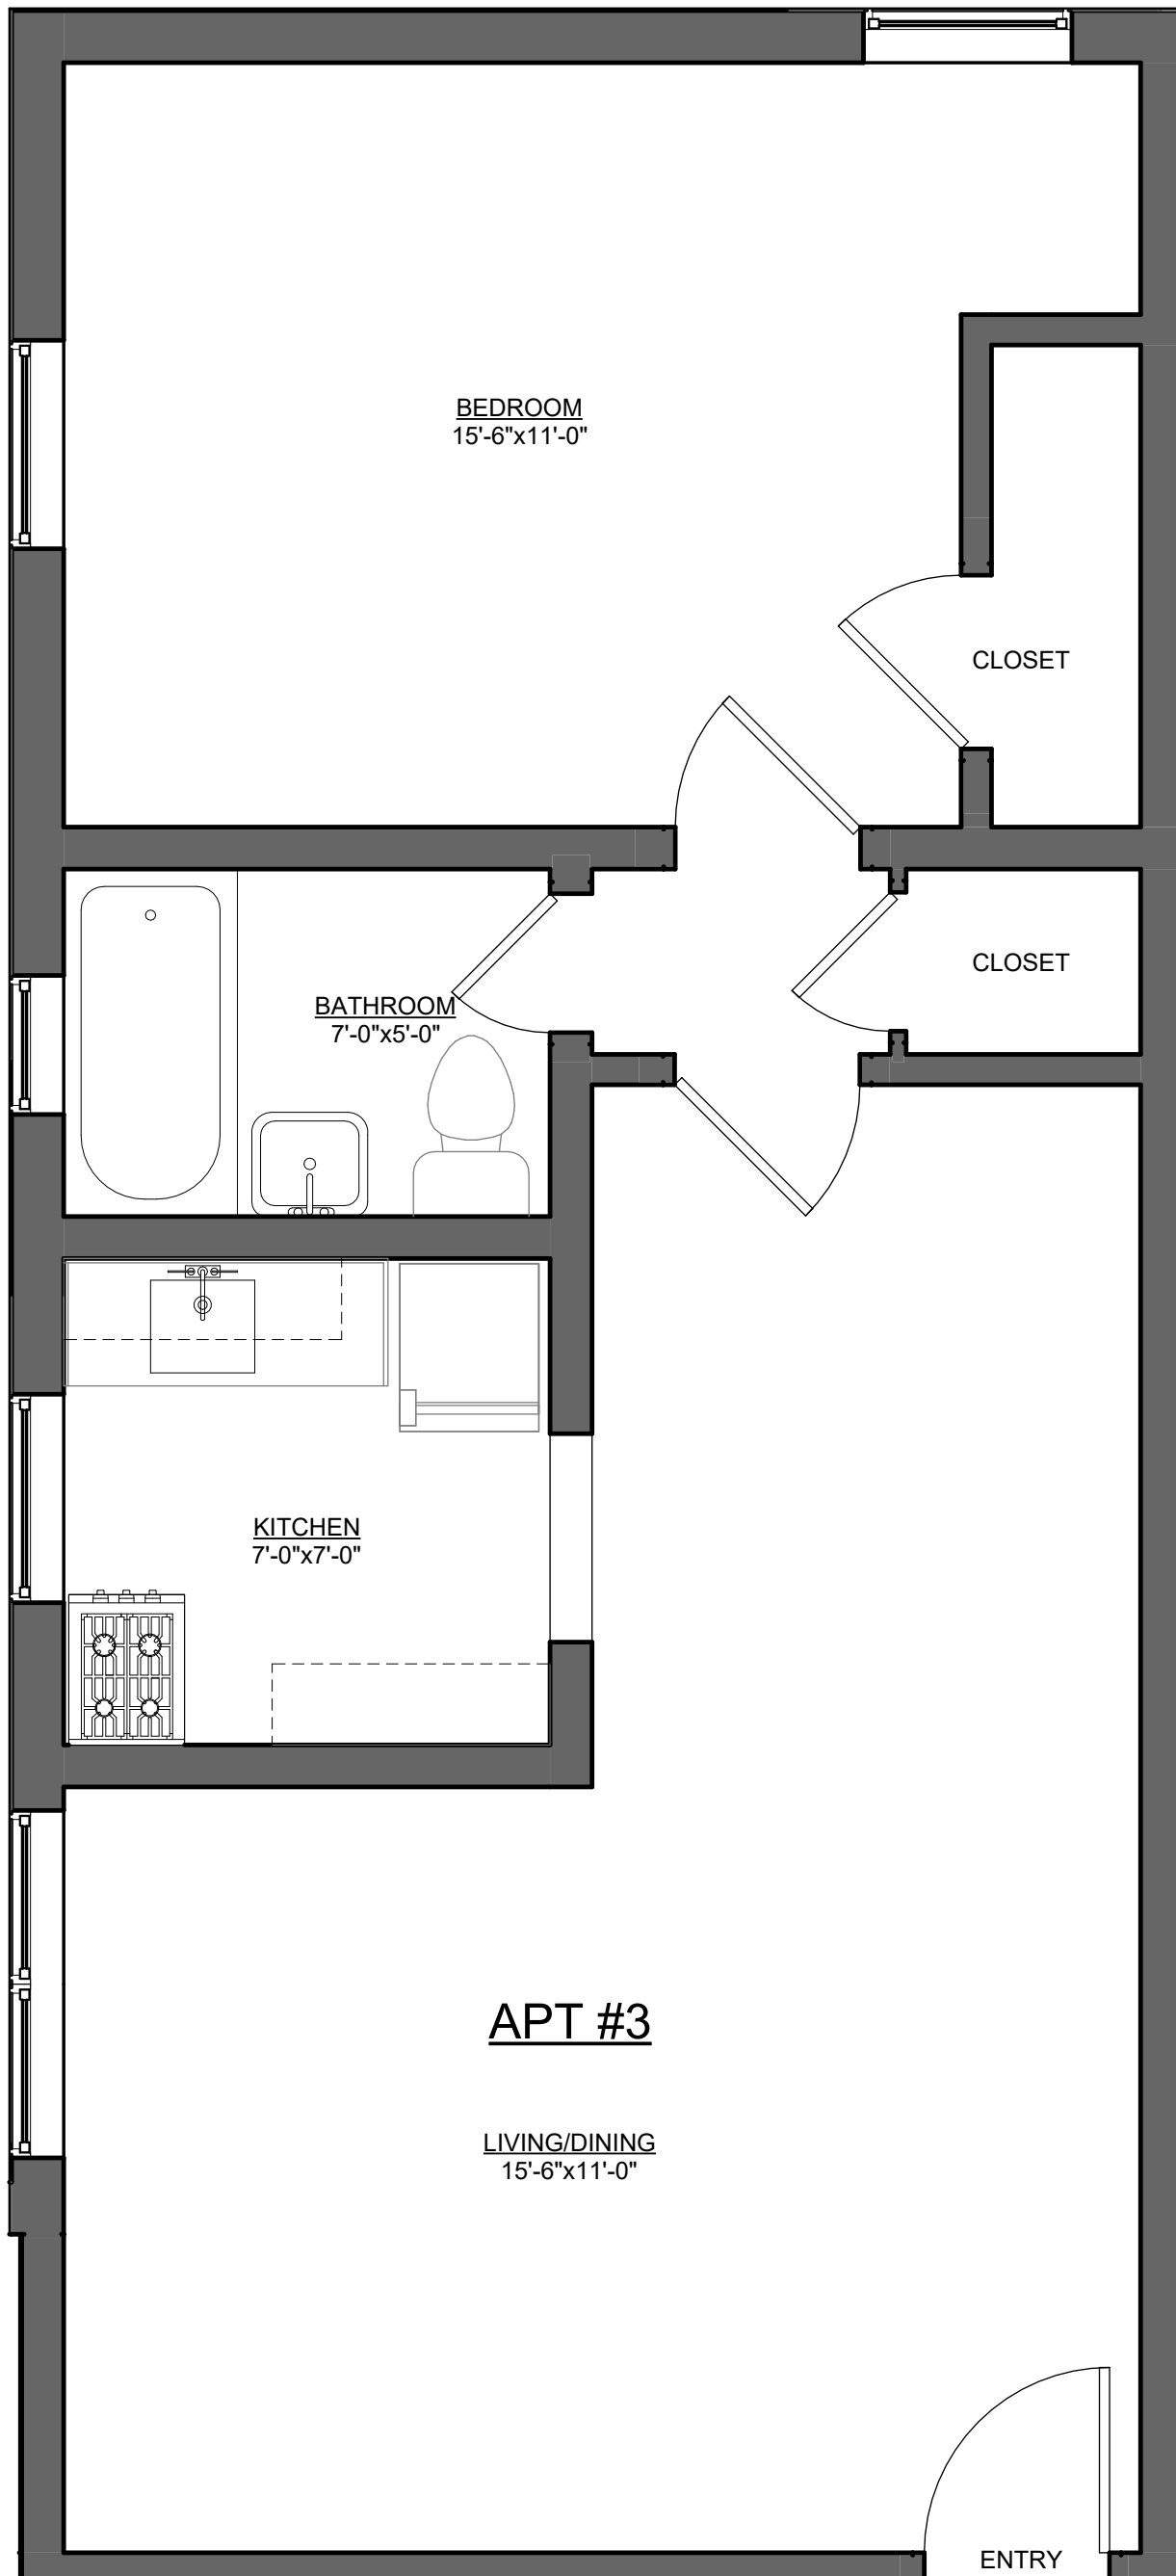 BEDROOM
15'-6"x11'-0"
CLOSET
CLOSET
BATHROOM
7'-0"x5'-0"
KITCHEN
7'-0"x7'-0"
APT #3
LIVING/DINING
15'-6"x11'-0"
ENTRY